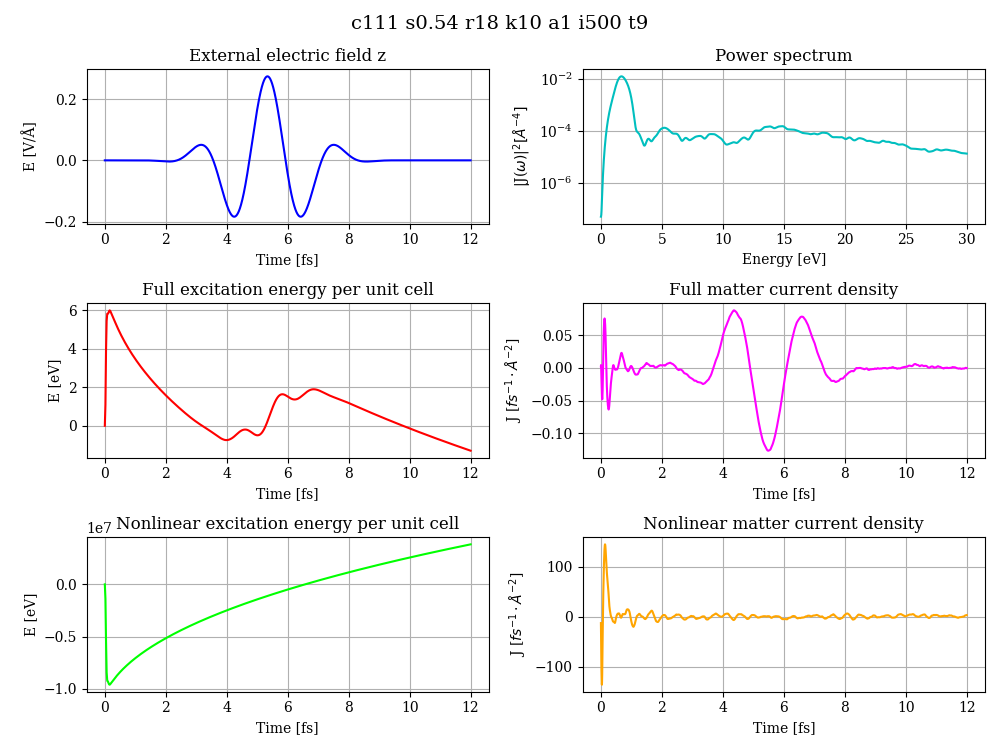 c111 s0.54 r18 k10 a1 i500 t9
External electric field z
E [V/Å]
0.2
0.0
−0.2
0 2 4 6 8 10 12
Time [fs]
Power spectrum
|J(ω)|²[Å⁻⁴]
10⁻²
10⁻⁴
10⁻⁶
0 5 10 15 20 25 30
Energy [eV]
Full excitation energy per unit cell
E [eV]
6
4
2
0
0 2 4 6 8 10 12
Time [fs]
Full matter current density
J [fs⁻¹ · Å⁻²]
0.05
0.00
−0.05
−0.10
0 2 4 6 8 10 12
Time [fs]
1e7
Nonlinear excitation energy per unit cell
E [eV]
0.0
−0.5
−1.0
0 2 4 6 8 10 12
Time [fs]
Nonlinear matter current density
J [fs⁻¹ · Å⁻²]
100
0
−100
0 2 4 6 8 10 12
Time [fs]